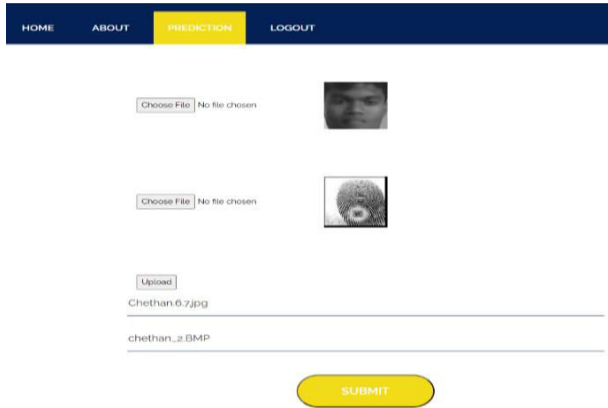 HOME ABOUT PREDICTION LOGOUT
Choose File No file chosen
Choose File No file chosen
Upload
Chethan.6.7.jpg
chethan_2.BMP
SUBMIT